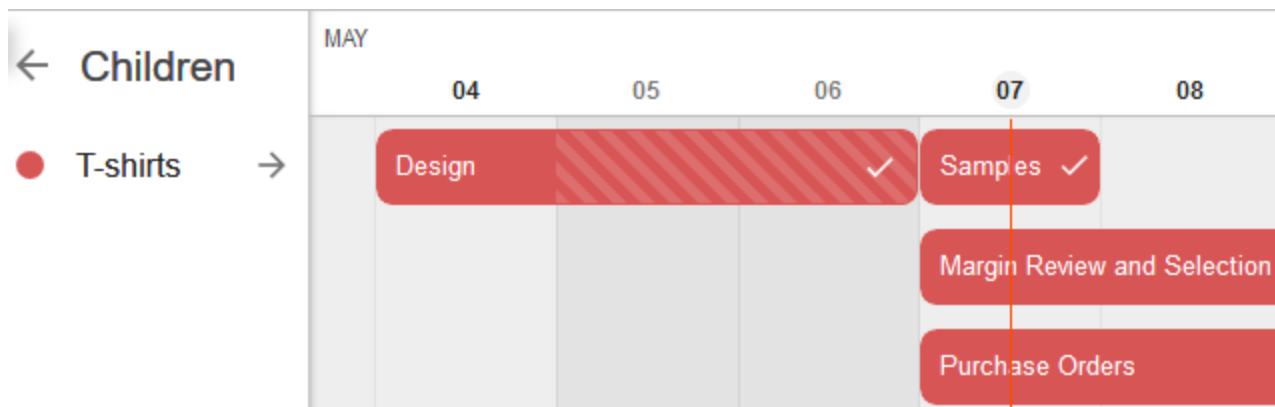 Children
MAY
04 05 06 07 08
T-shirts
Design
Samples
Margin Review and Selection
Purchase Orders